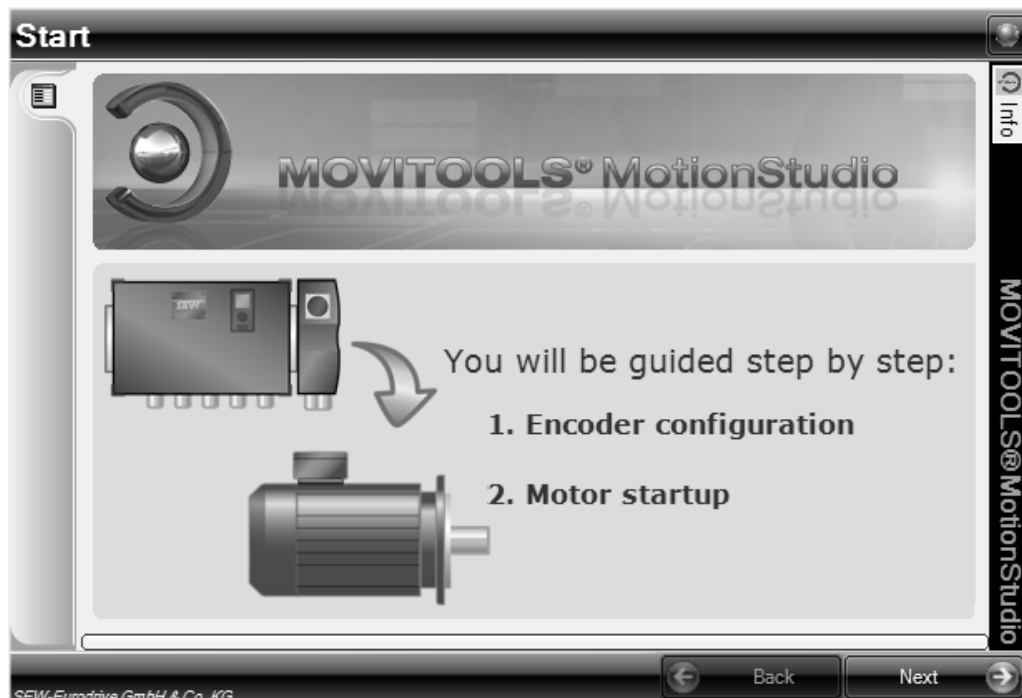 Start
Info
MOVITOOLS® MotionStudio
SEW
You will be guided step by step:
1. Encoder configuration
2. Motor startup
MOVITOOLS®MotionStudio
Back
Next
SEW-Eurodrive GmbH & Co. KG